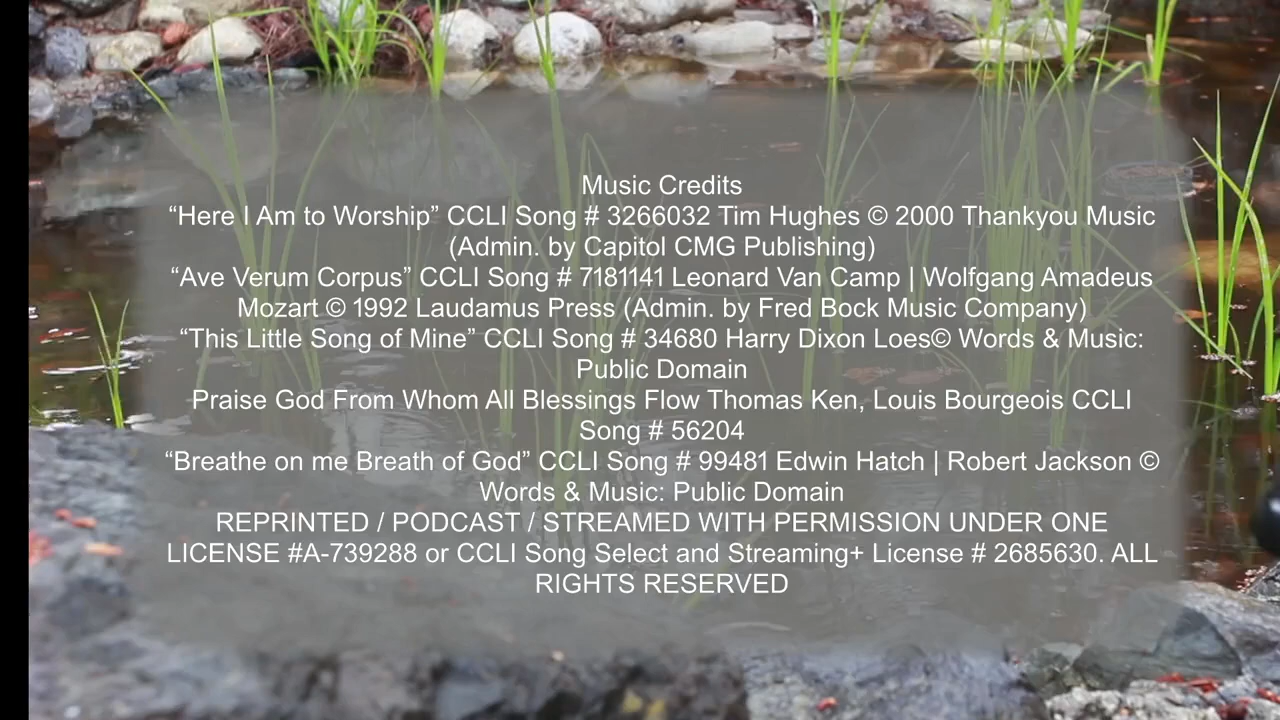 Music Credits
“Here I Am to Worship” CCLI Song # 3266032 Tim Hughes © 2000 Thankyou Music
(Admin. by Capitol CMG Publishing)
“Ave Verum Corpus” CCLI Song # 7181141 Leonard Van Camp | Wolfgang Amadeus
Mozart © 1992 Laudamus Press (Admin. by Fred Bock Music Company)
“This Little Song of Mine” CCLI Song # 34680 Harry Dixon Loes© Words & Music:
Public Domain
Praise God From Whom All Blessings Flow Thomas Ken, Louis Bourgeois CCLI
Song # 56204
“Breathe on me Breath of God” CCLI Song # 99481 Edwin Hatch | Robert Jackson ©
Words & Music: Public Domain
REPRINTED / PODCAST / STREAMED WITH PERMISSION UNDER ONE
LICENSE #A-739288 or CCLI Song Select and Streaming+ License # 2685630. ALL
RIGHTS RESERVED